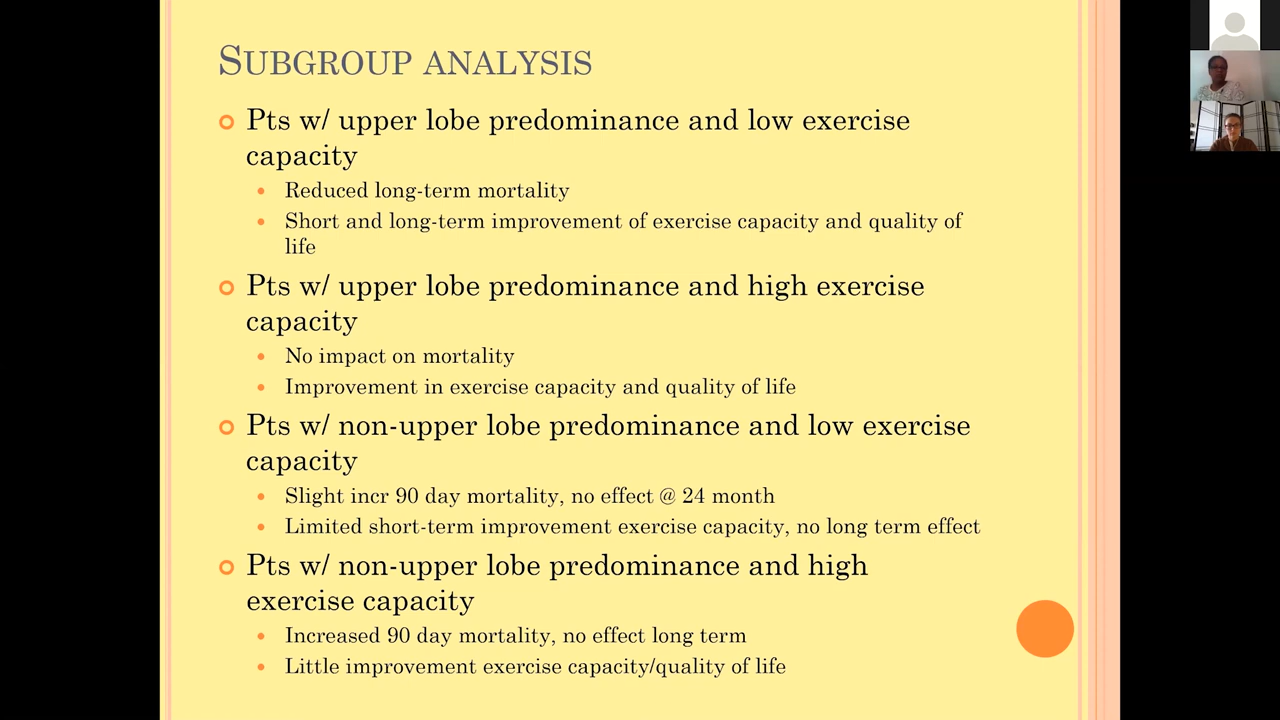 SUBGROUP ANALYSIS
Pts w/ upper lobe predominance and low exercise
capacity
Reduced long-term mortality
Short and long-term improvement of exercise capacity and quality of
life
Pts w/ upper lobe predominance and high exercise
capacity
No impact on mortality
Improvement in exercise capacity and quality of life
Pts w/ non-upper lobe predominance and low exercise
capacity
Slight incr 90 day mortality, no effect @ 24 month
Limited short-term improvement exercise capacity, no long term effect
Pts w/ non-upper lobe predominance and high
exercise capacity
Increased 90 day mortality, no effect long term
Little improvement exercise capacity/quality of life